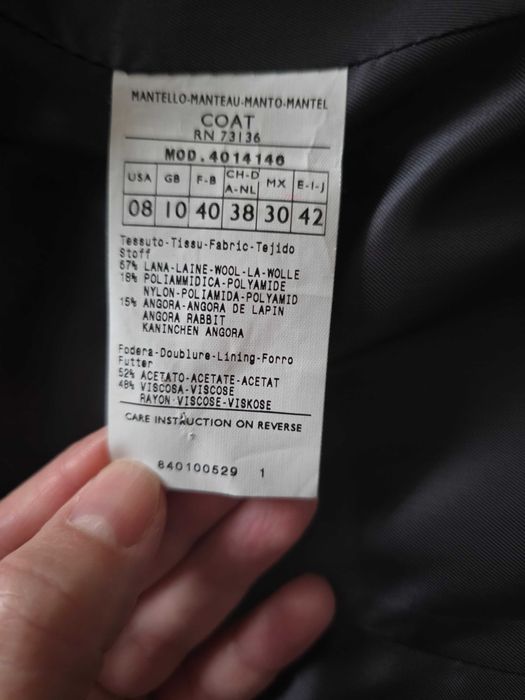 MANTELLO-MANTEAU-MANTO-MANTEL
COAT
RN 73136
MOD.4014146
USA GB F-B CH-D A-NL MX E-I-J
08 10 40 38 30 42
Tessuto-Tissu-Fabric-Tejido
Stoff
67% LANA-LAINE-WOOL-LA-WOLLE
18% POLIAMMIDICA-POLYAMIDE
NYLON-POLIAMIDA-POLYAMID
15% ANGORA-ANGORA DE LAPIN
ANGORA RABBIT
KANINCHEN ANGORA
Fodera-Doublure-Lining-Forro
Futter
52% ACETATO-ACETATE-ACETAT
48% VISCOSA-VISCOSE
RAYON VISCOSE-VISKOSE
CARE INSTRUCTION ON REVERSE
840100529 1